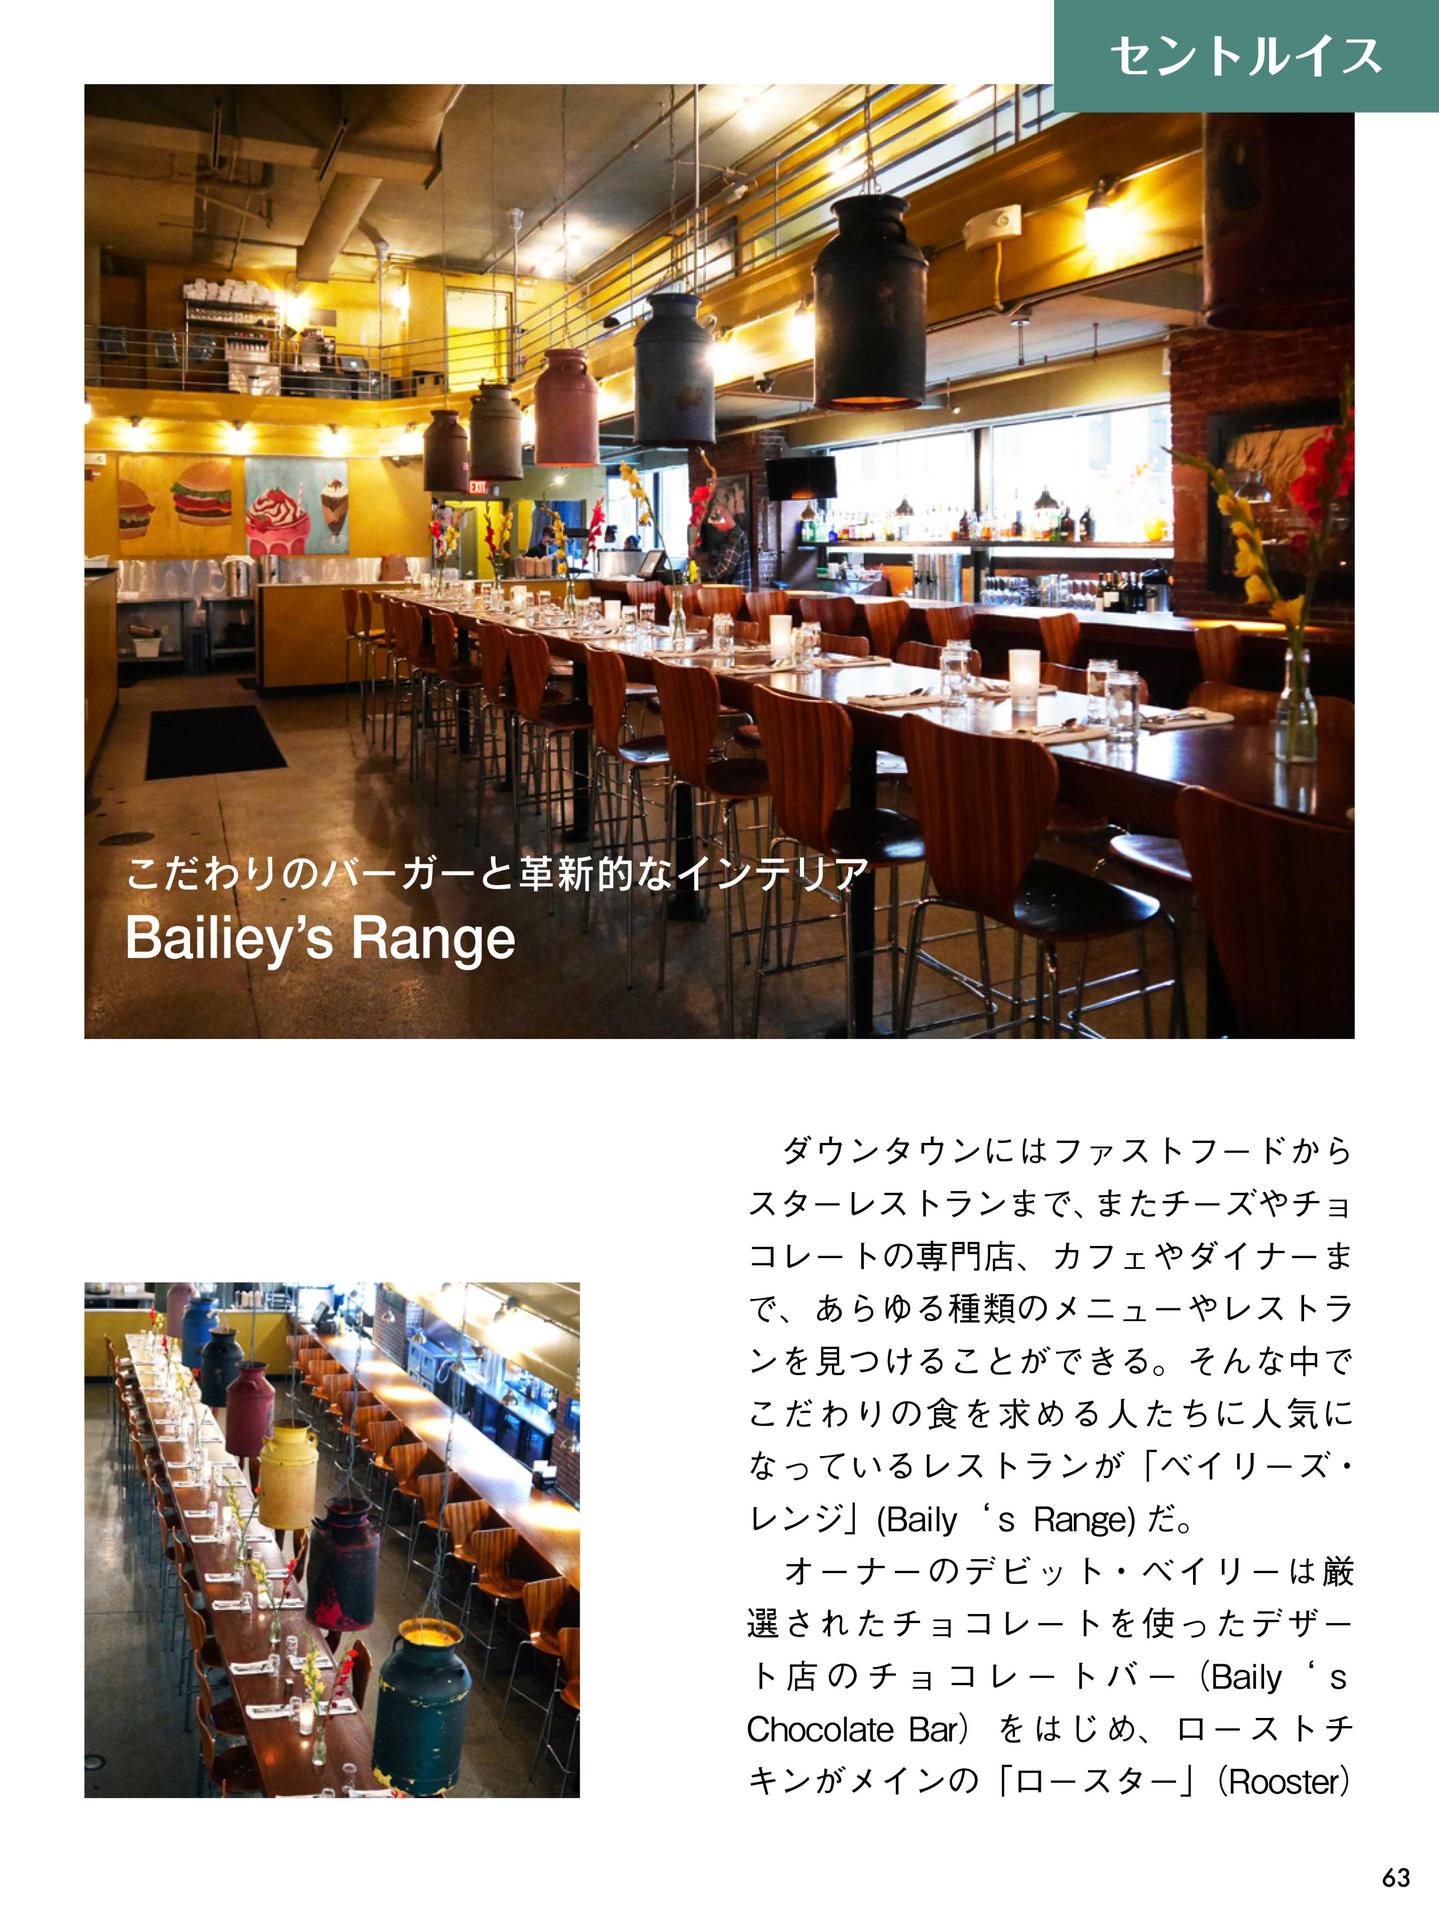 セントルイス
EXIT
こだわりのバーガーと革新的なインテリア
Bailiey’s Range
ダウンタウンにはファストフードから
スターレストランまで、またチーズやチョ
コレートの専門店、カフェやダイナーま
で、あらゆる種類のメニューやレストラ
ンを見つけることができる。そんな中で
こだわりの食を求める人たちに人気に
なっているレストランが「ベイリーズ・
レンジ」(Baily ‘s Range) だ。
オーナーのデビット・ベイリーは厳
選されたチョコレートを使ったデザー
ト店のチョコレートバー（Baily ‘s
Chocolate Bar）をはじめ、ローストチ
キンがメインの「ロースター」（Rooster）
63